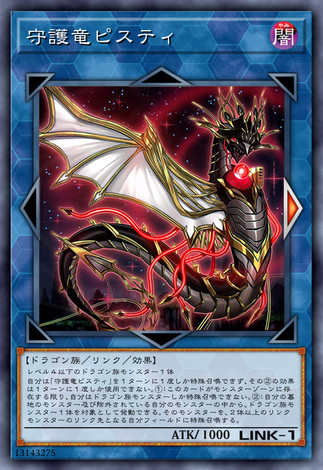 守護竜ピスティ
やみ
闇
【ドラゴン族/リンク/効果】
レベル4以下のドラゴン族モンスター1体
自分は「守護竜ピスティ」を1ターンに1度しか特殊召喚できず、その②の効果
は1ターンに1度しか使用できない。①:このカードがモンスターゾーンに存
在する限り、自分はドラゴン族モンスターしか特殊召喚できない。②:自分の墓
地のモンスター及び除外されている自分のモンスターの中から、ドラゴン族モ
ンスター1体を対象として発動できる。そのモンスターを、2体以上のリンク
モンスターのリンク先となる自分フィールドに特殊召喚する。
ATK/1000 LINK-1
13143275